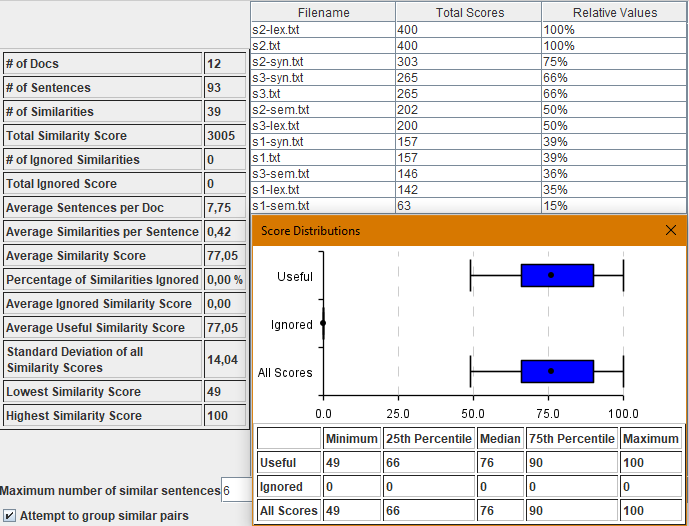 # of Docs 12
# of Sentences 93
# of Similarities 39
Total Similarity Score 3005
# of Ignored Similarities 0
Total Ignored Score 0
Average Sentences per Doc 7,75
Average Similarities per Sentence 0,42
Average Similarity Score 77,05
Percentage of Similarities Ignored 0,00 %
Average Ignored Similarity Score 0,00
Average Useful Similarity Score 77,05
Standard Deviation of all
Similarity Scores 14,04
Lowest Similarity Score 49
Highest Similarity Score 100
Maximum number of similar sentences 6
Attempt to group similar pairs
Filename Total Scores Relative Values
s2-lex.txt 400 100%
s2.txt 400 100%
s2-syn.txt 303 75%
s3-syn.txt 265 66%
s3.txt 265 66%
s2-sem.txt 202 50%
s3-lex.txt 200 50%
s1-syn.txt 157 39%
s1.txt 157 39%
s3-sem.txt 146 36%
s1-lex.txt 142 35%
s1-sem.txt 63 15%
Score Distributions
Useful
Ignored
All Scores
0.0 25.0 50.0 75.0 100.0
Minimum 25th Percentile Median 75th Percentile Maximum
Useful 49 66 76 90 100
Ignored 0 0 0 0 0
All Scores 49 66 76 90 100